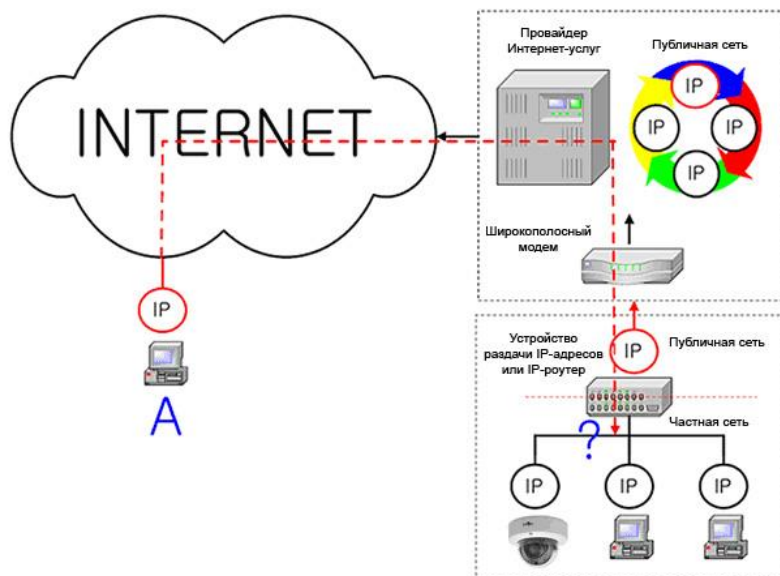 Провайдер
Интернет-услуг
Публичная сеть
INTERNET
IP
IP
IP
IP
Широкополосный
модем
IP
A
Устройство
раздачи IP-адресов
или IP-роутер
IP
Публичная сеть
Частная сеть
?
IP
IP
IP